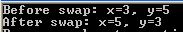 Before swap: x=3, y=5
After swap: x=5, y=3